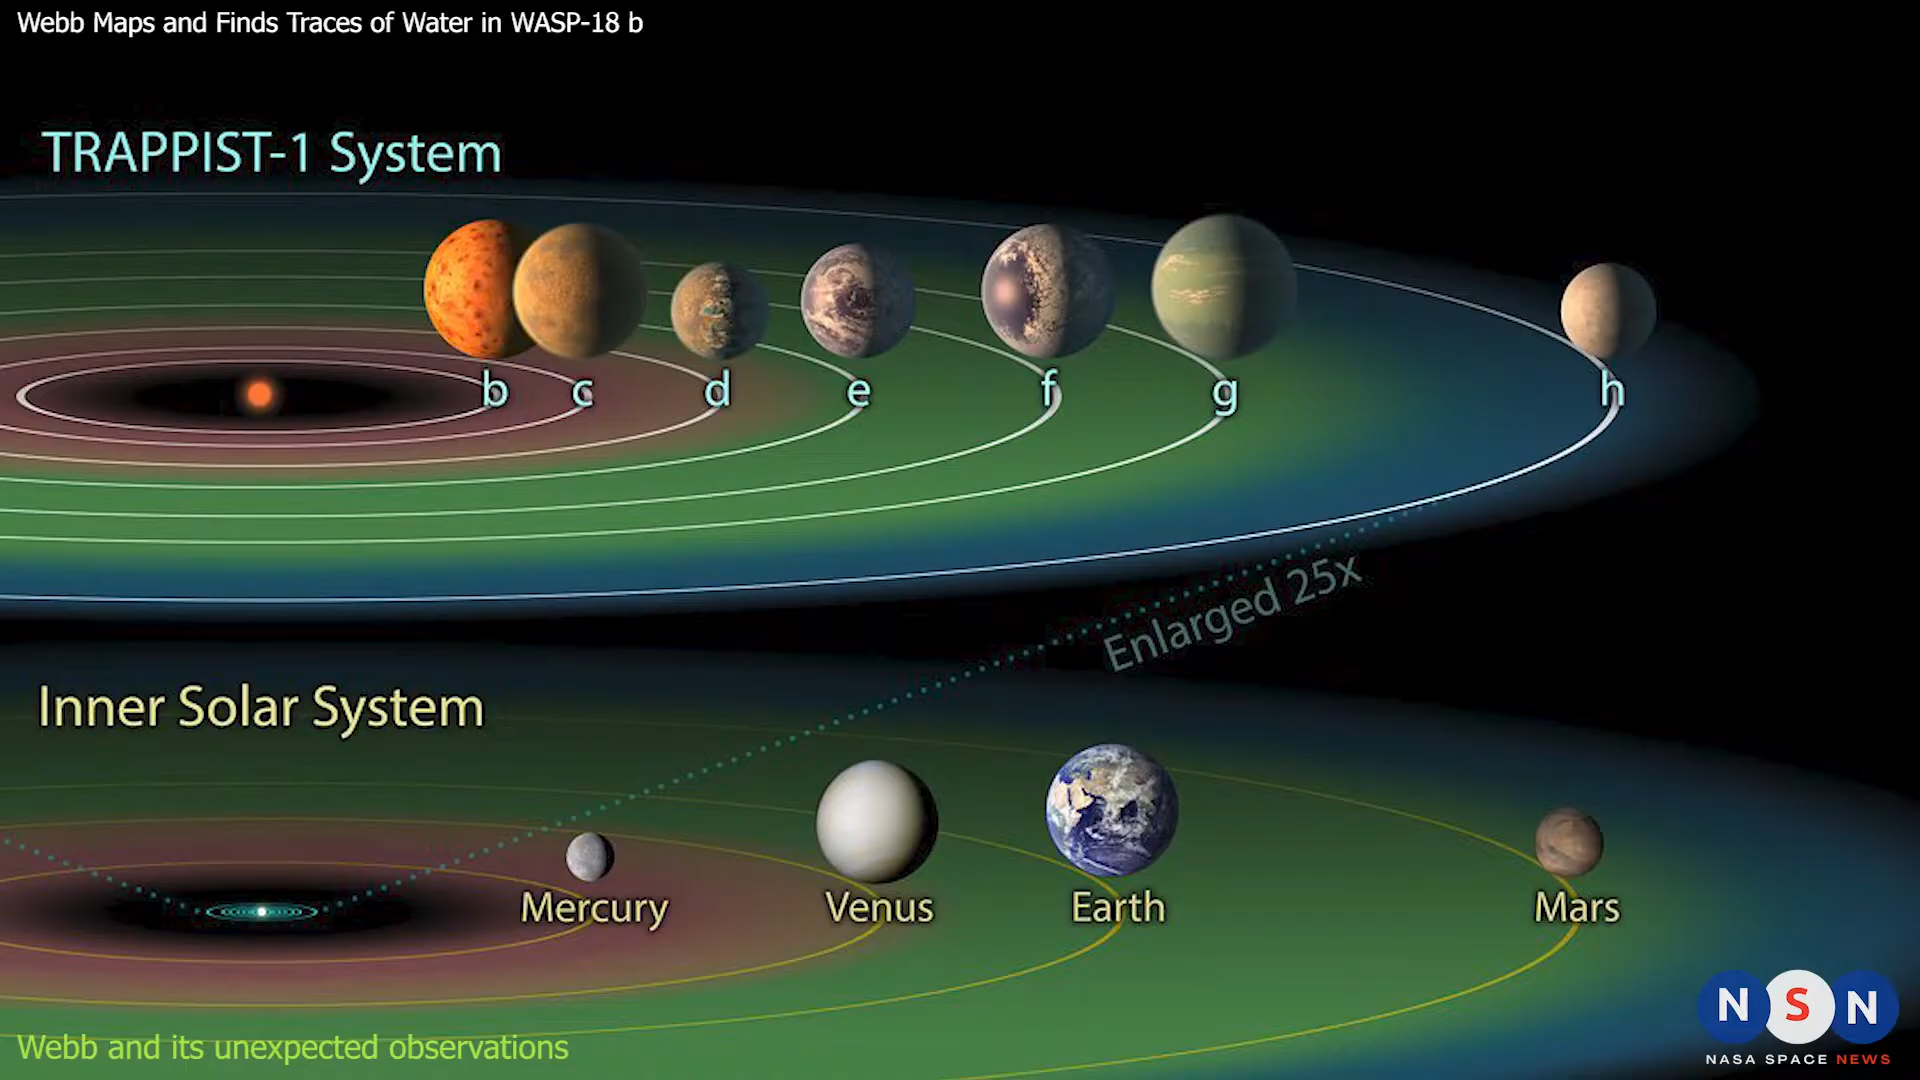 Webb Maps and Finds Traces of Water in WASP-18 b
TRAPPIST-1 System
b c d e f g h
Enlarged 25x
Inner Solar System
Mercury Venus Earth Mars
Webb and its unexpected observations
N S N
NASA SPACE NEWS